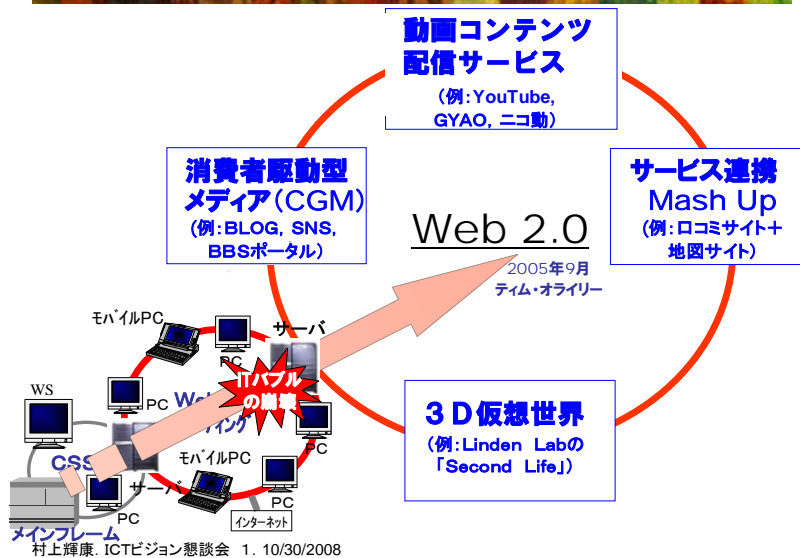 動画コンテンツ
配信サービス
(例:YouTube,
GYAO, ニコ動)
消費者駆動型
メディア(CGM)
(例:BLOG, SNS,
BBSポータル)
サービス連携
Mash Up
(例:口コミサイト+
地図サイト)
Web 2.0
2005年9月
ティム・オライリー
3D仮想世界
(例:Linden Labの
「Second Life」)
モバイルPC
サーバ
PC
ITバブル
の崩壊
WS
PC
Web
ィング
PC
CSS
モバイルPC
サーバ
PC
PC
PC
インターネット
メインフレーム
村上輝康. ICTビジョン懇談会 1. 10/30/2008